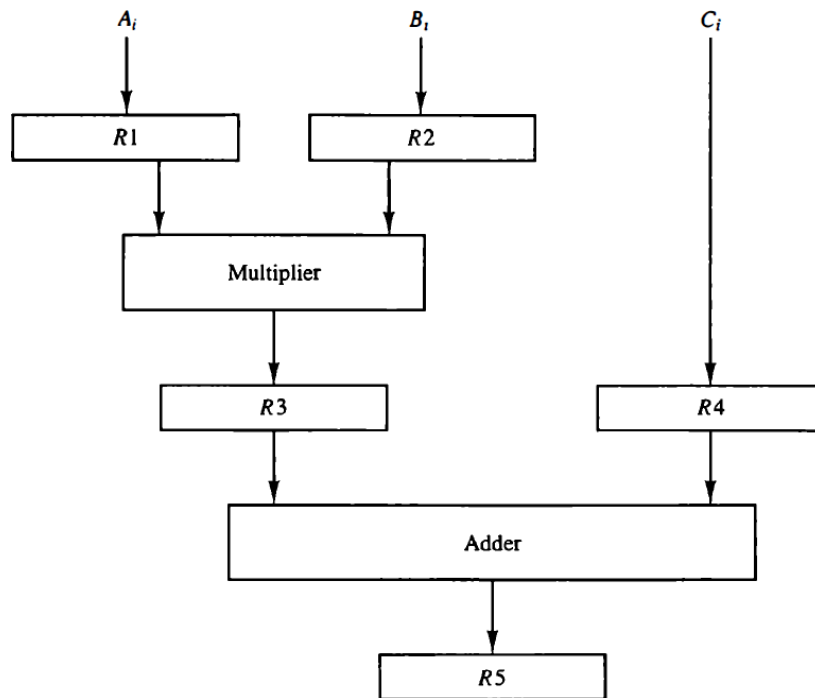 A_i B_i C_i
R1 R2
Multiplier
R3 R4
Adder
R5